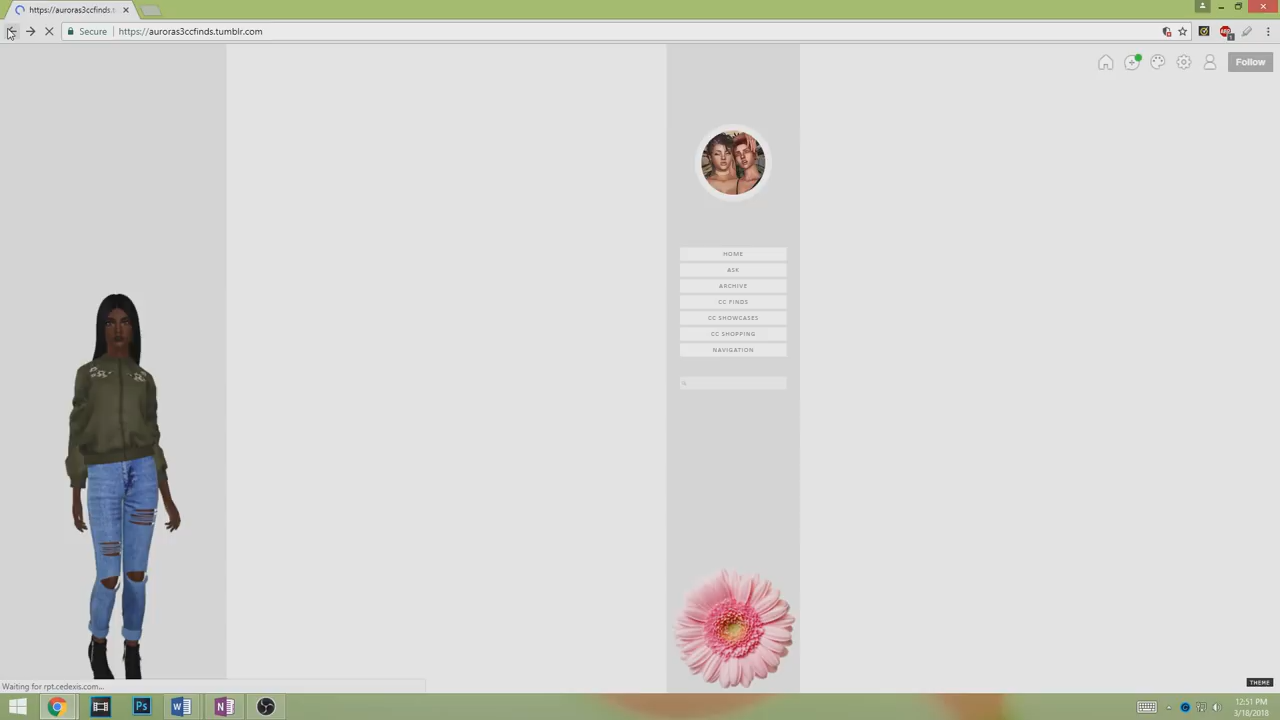 https://auroras3ccfinds.t
Secure
https://auroras3ccfinds.tumblr.com
Follow
HOME
ASK
ARCHIVE
CC FINDS
CC SHOWCASES
CC SHOPPING
NAVIGATION
Waiting for rpt.cedexis.com...
THEME
12:51 PM
3/18/2018